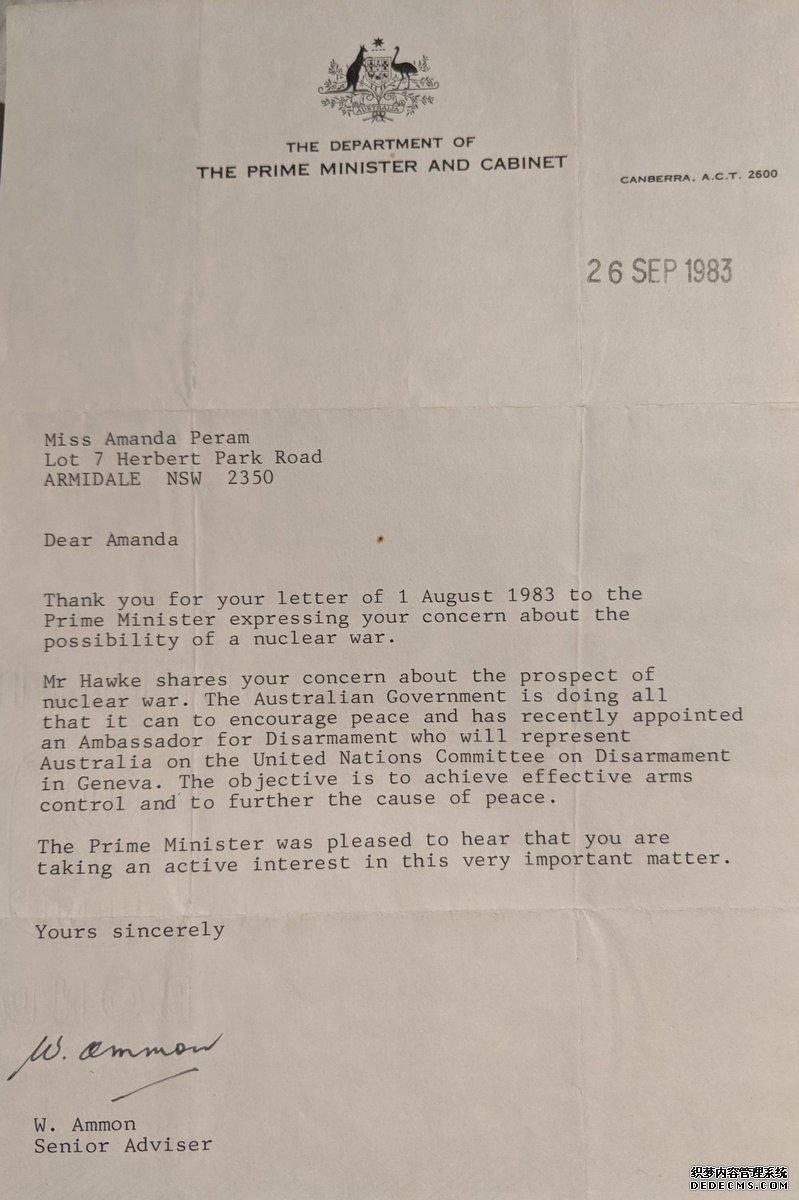 AUSTRALIA
THE DEPARTMENT OF
THE PRIME MINISTER AND CABINET
CANBERRA, A.C.T. 2600
26 SEP 1983
Miss Amanda Peram
Lot 7 Herbert Park Road
ARMIDALE NSW 2350
Dear Amanda
Thank you for your letter of 1 August 1983 to the
Prime Minister expressing your concern about the
possibility of a nuclear war.
Mr Hawke shares your concern about the prospect of
nuclear war. The Australian Government is doing all
that it can to encourage peace and has recently appointed
an Ambassador for Disarmament who will represent
Australia on the United Nations Committee on Disarmament
in Geneva. The objective is to achieve effective arms
control and to further the cause of peace.
The Prime Minister was pleased to hear that you are
taking an active interest in this very important matter.
Yours sincerely
W. Ammon
W. Ammon
Senior Adviser
织梦内容管理系统
DEDECMS.COM